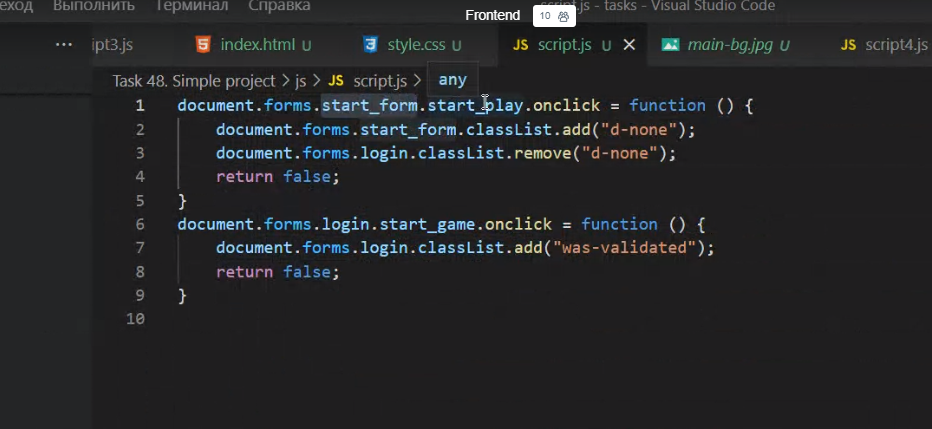 еход Выполнить Терминал Справка script.js - tasks - Visual Studio Code
Frontend 10
... ipt3.js index.html U style.css U JS script.js U main-bg.jpg U JS script4.js
Task 48. Simple project > js > JS script.js > any
1 document.forms.start_form.start_play.onclick = function () {
2 document.forms.start_form.classList.add("d-none");
3 document.forms.login.classList.remove("d-none");
4 return false;
5 }
6 document.forms.login.start_game.onclick = function () {
7 document.forms.login.classList.add("was-validated");
8 return false;
9 }
10